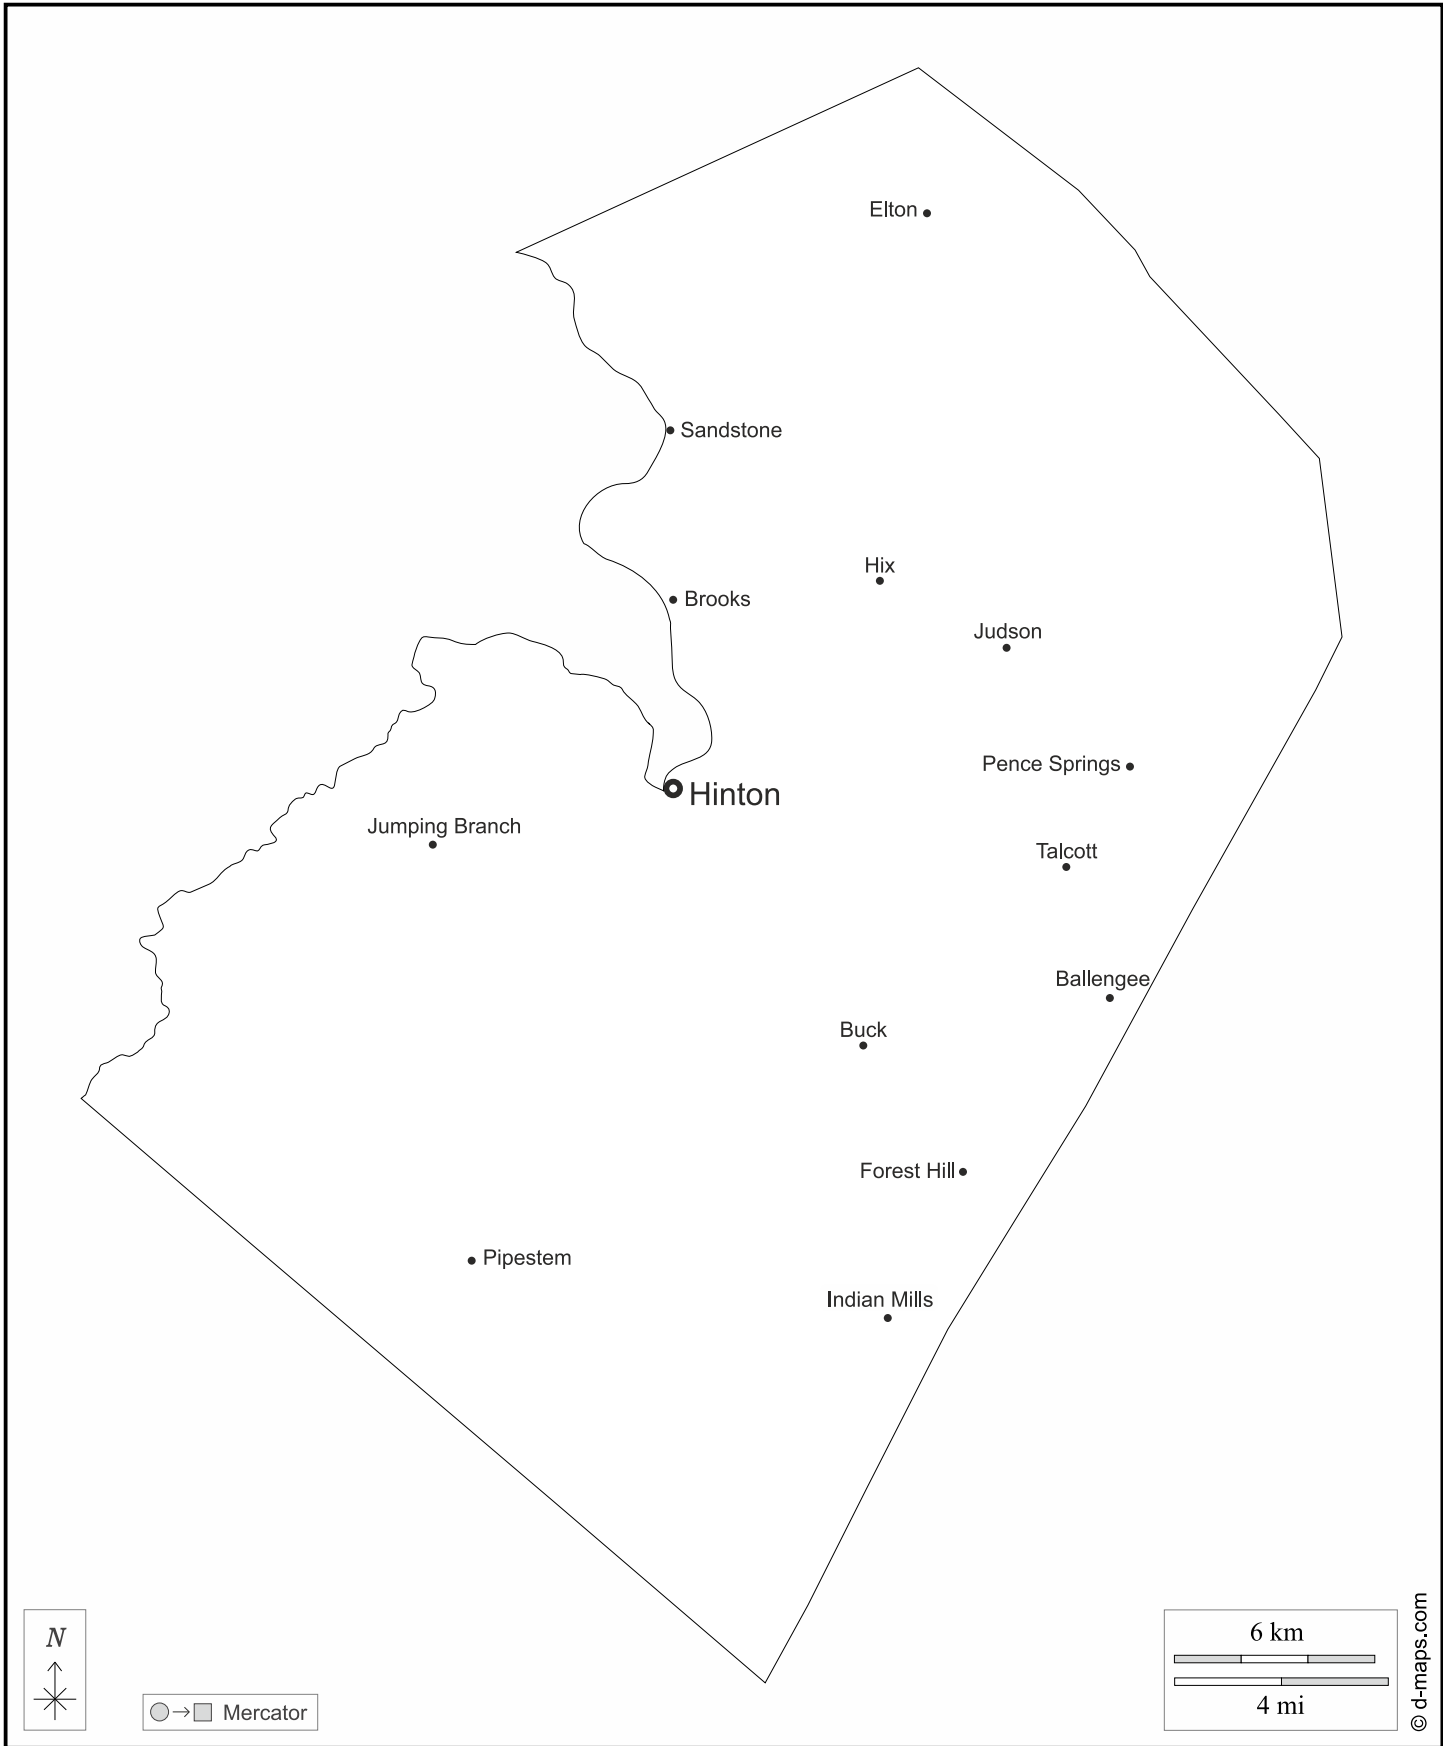 Elton
Sandstone
Hix
Brooks
Judson
Pence Springs
Hinton
Jumping Branch
Talcott
Ballengee
Buck
Forest Hill
Pipestem
Indian Mills
N
Mercator
6 km
4 mi
© d-maps.com